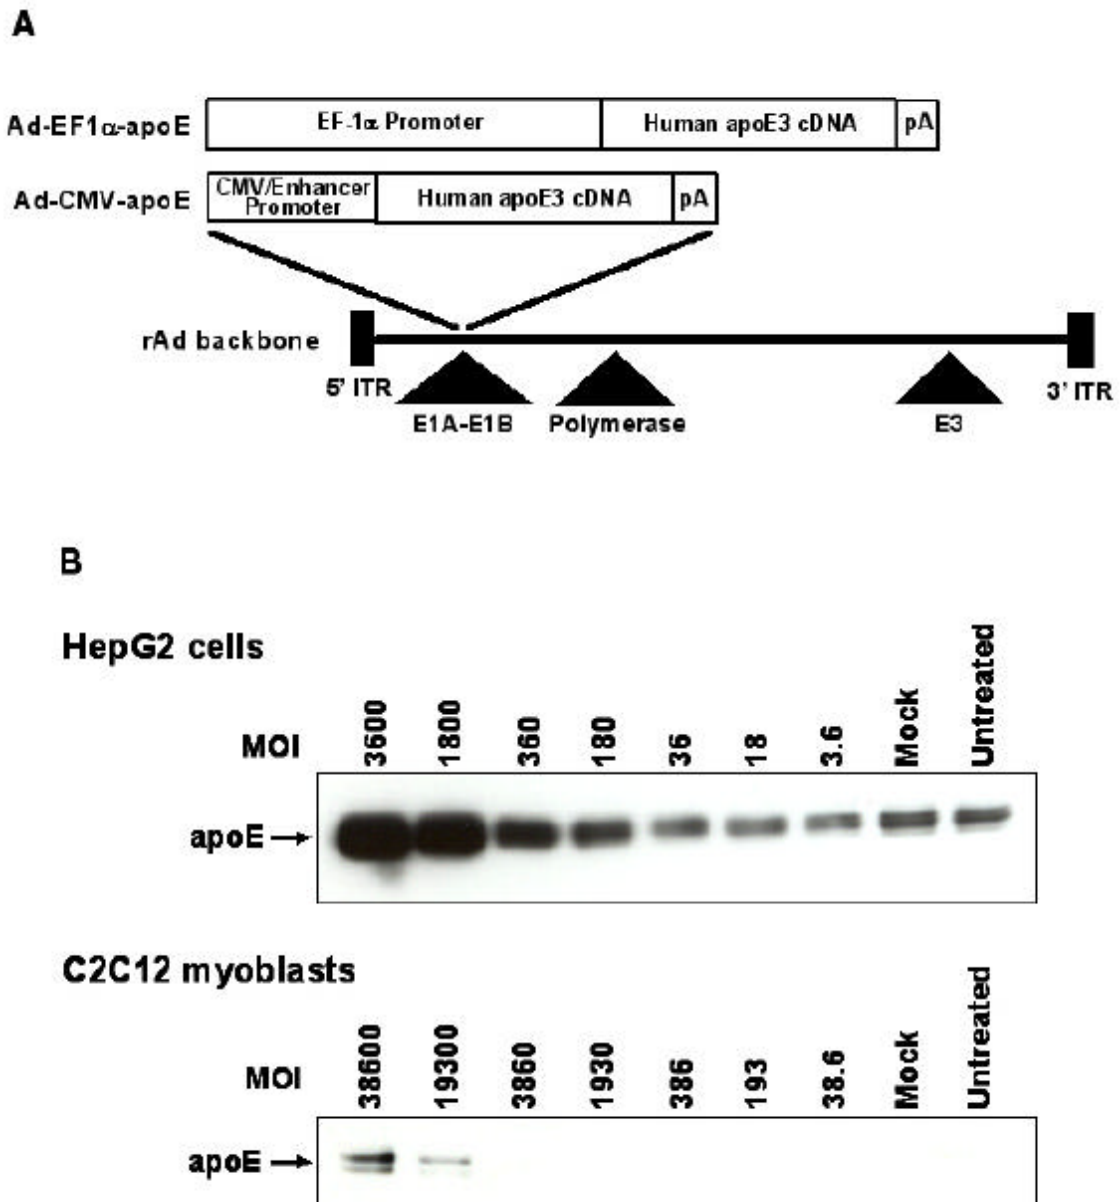 A
Ad-EF1α-apoE EF-1α Promoter Human apoE3 cDNA pA
Ad-CMV-apoE CMV/Enhancer Promoter Human apoE3 cDNA pA
rAd backbone
5' ITR 3' ITR
E1A-E1B Polymerase E3
B
HepG2 cells
MOI 3600 1800 360 180 36 18 3.6 Mock Untreated
apoE
C2C12 myoblasts
MOI 38600 19300 3860 1930 386 193 38.6 Mock Untreated
apoE